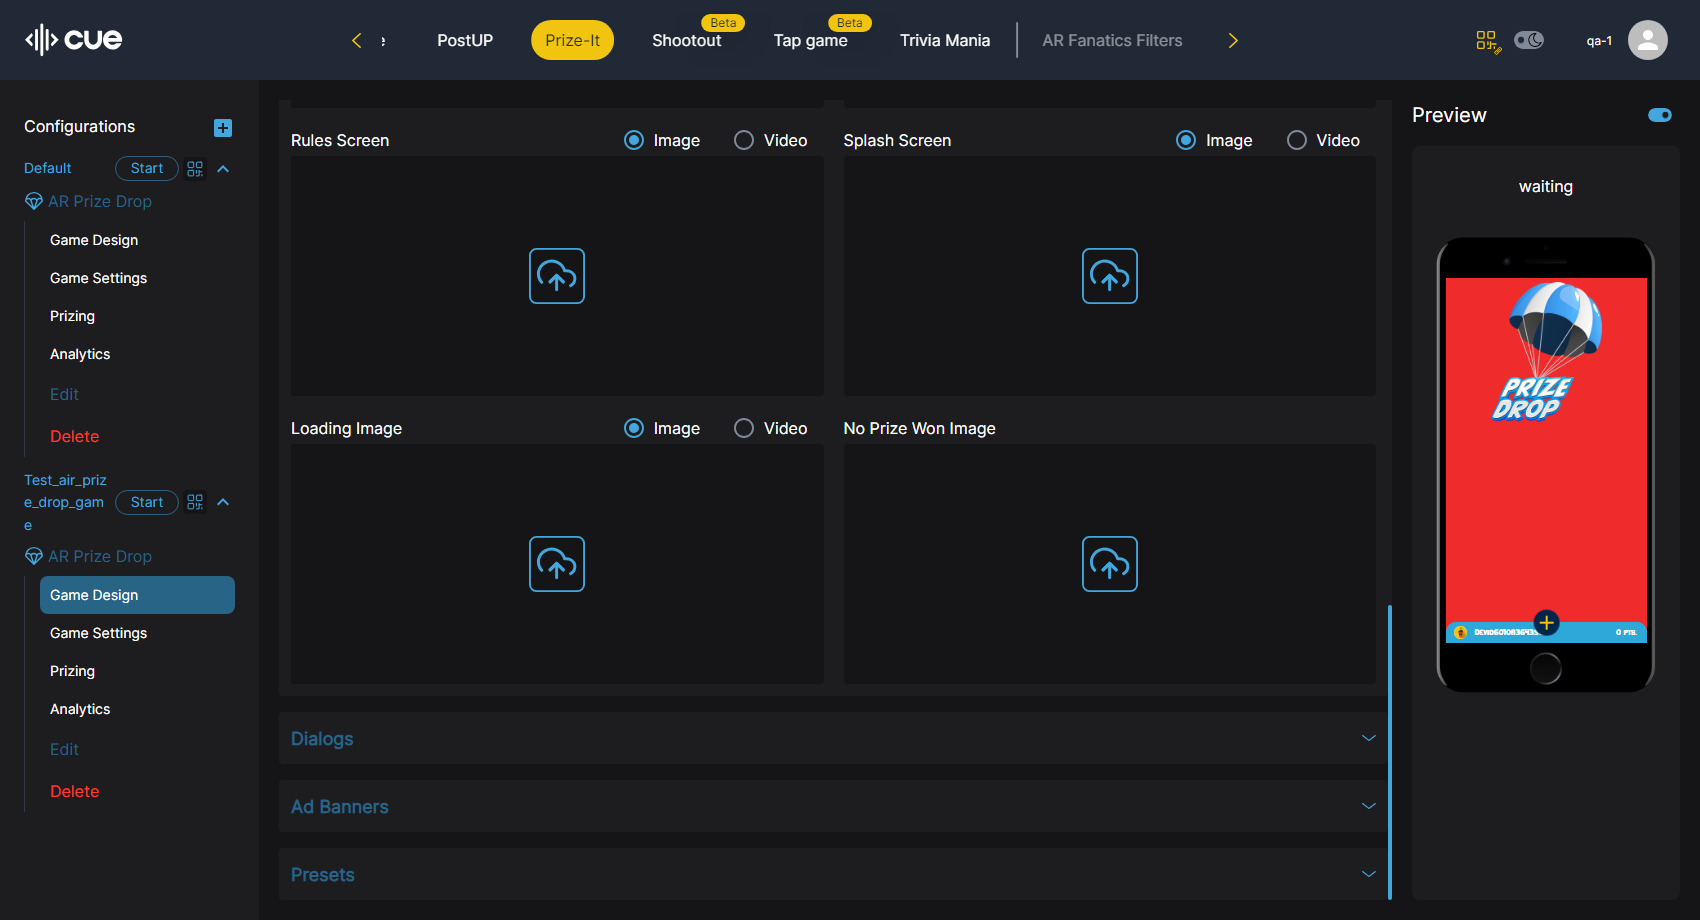 cue
PostUP
Prize-It
Shootout
Beta
Tap game
Beta
Trivia Mania
AR Fanatics Filters
qa-1
Configurations
Default
Start
AR Prize Drop
Game Design
Game Settings
Prizing
Analytics
Edit
Delete
Test_air_priz
e_drop_gam
e
Start
AR Prize Drop
Game Design
Game Settings
Prizing
Analytics
Edit
Delete
Rules Screen
Image
Video
Splash Screen
Image
Video
Loading Image
Image
Video
No Prize Won Image
Dialogs
Ad Banners
Presets
Preview
waiting
PRIZE
DROP
0 PTS.